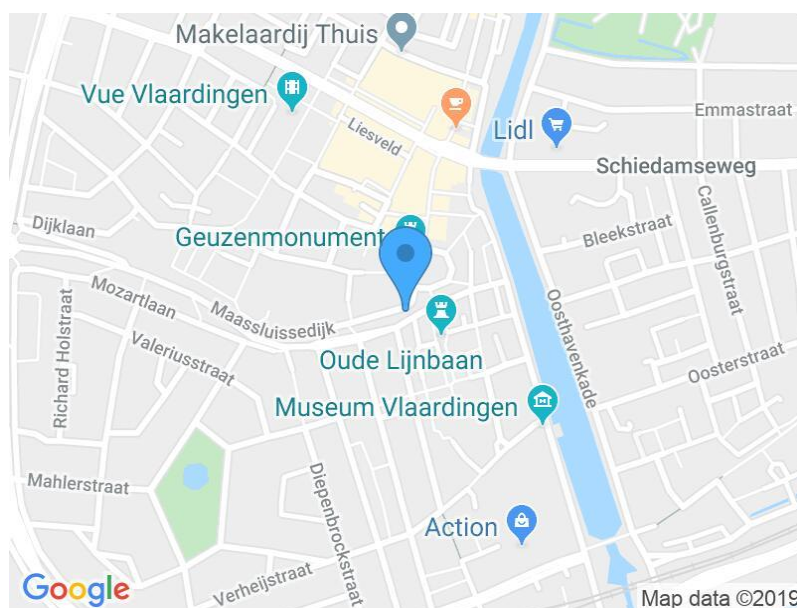 Makelaardij Thuis
Vue Vlaardingen
Emmastraat
Liesveld
Lidl
Schiedamseweg
Callenburgstraat
Dijklaan
Geuzenmonument
Bleekstraat
Mozartlaan
Maassluissedijk
Oosthavenkade
Richard Holstraat
Valeriusstraat
Oude Lijnbaan
Oosterstraat
Museum Vlaardingen
Mahlerstraat
Diepenbrockstraat
Action
Verheijstraat
Google
Map data ©2019